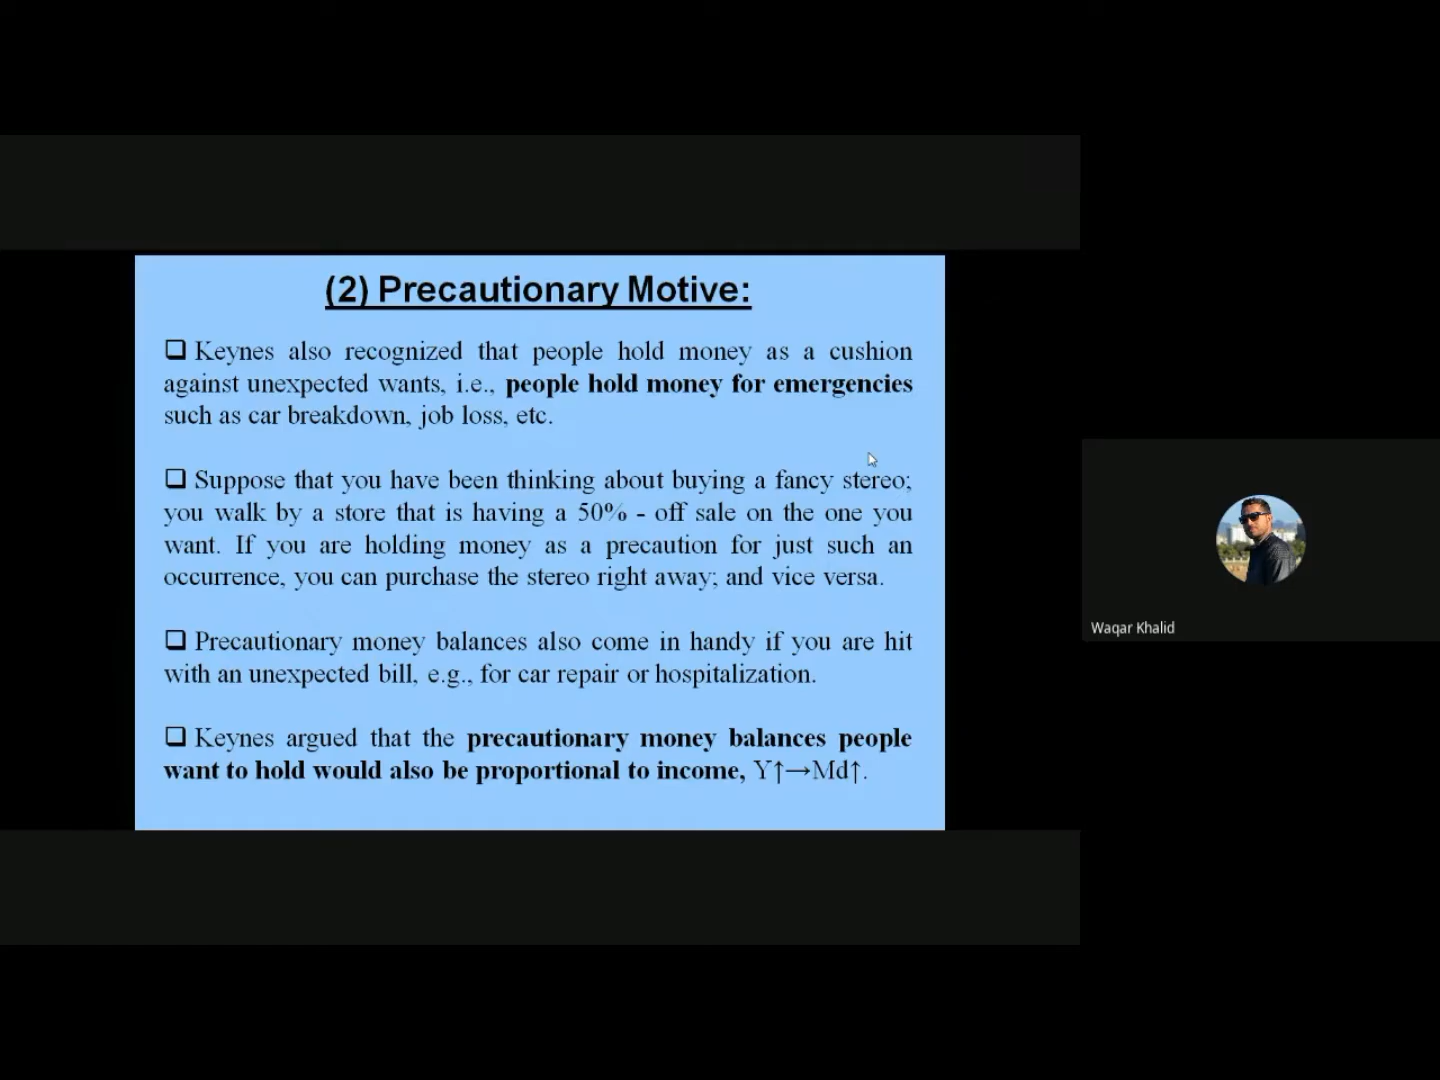 (2) Precautionary Motive:
❑ Keynes also recognized that people hold money as a cushion
against unexpected wants, i.e., people hold money for emergencies
such as car breakdown, job loss, etc.
❑ Suppose that you have been thinking about buying a fancy stereo;
you walk by a store that is having a 50% - off sale on the one you
want. If you are holding money as a precaution for just such an
occurrence, you can purchase the stereo right away; and vice versa.
❑ Precautionary money balances also come in handy if you are hit
with an unexpected bill, e.g., for car repair or hospitalization.
❑ Keynes argued that the precautionary money balances people
want to hold would also be proportional to income, Y↑→Md↑.
Waqar Khalid